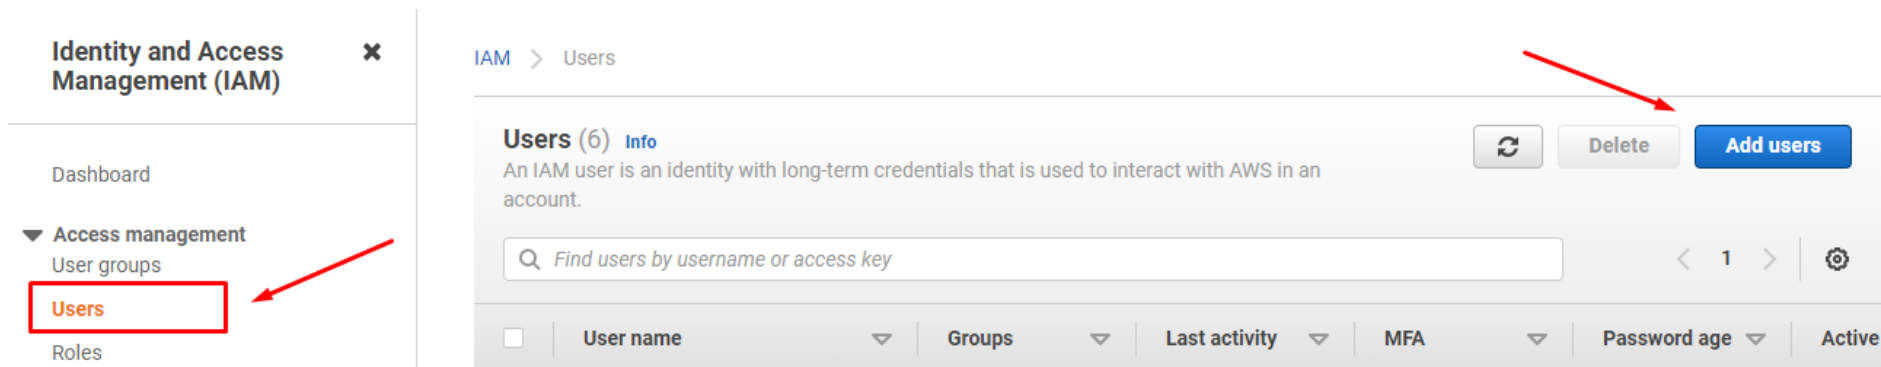 Identity and Access
Management (IAM)
Dashboard
Access management
User groups
Users
Roles
IAM > Users
Users (6) Info
An IAM user is an identity with long-term credentials that is used to interact with AWS in an
account.
Delete
Add users
Find users by username or access key
1
User name
Groups
Last activity
MFA
Password age
Active